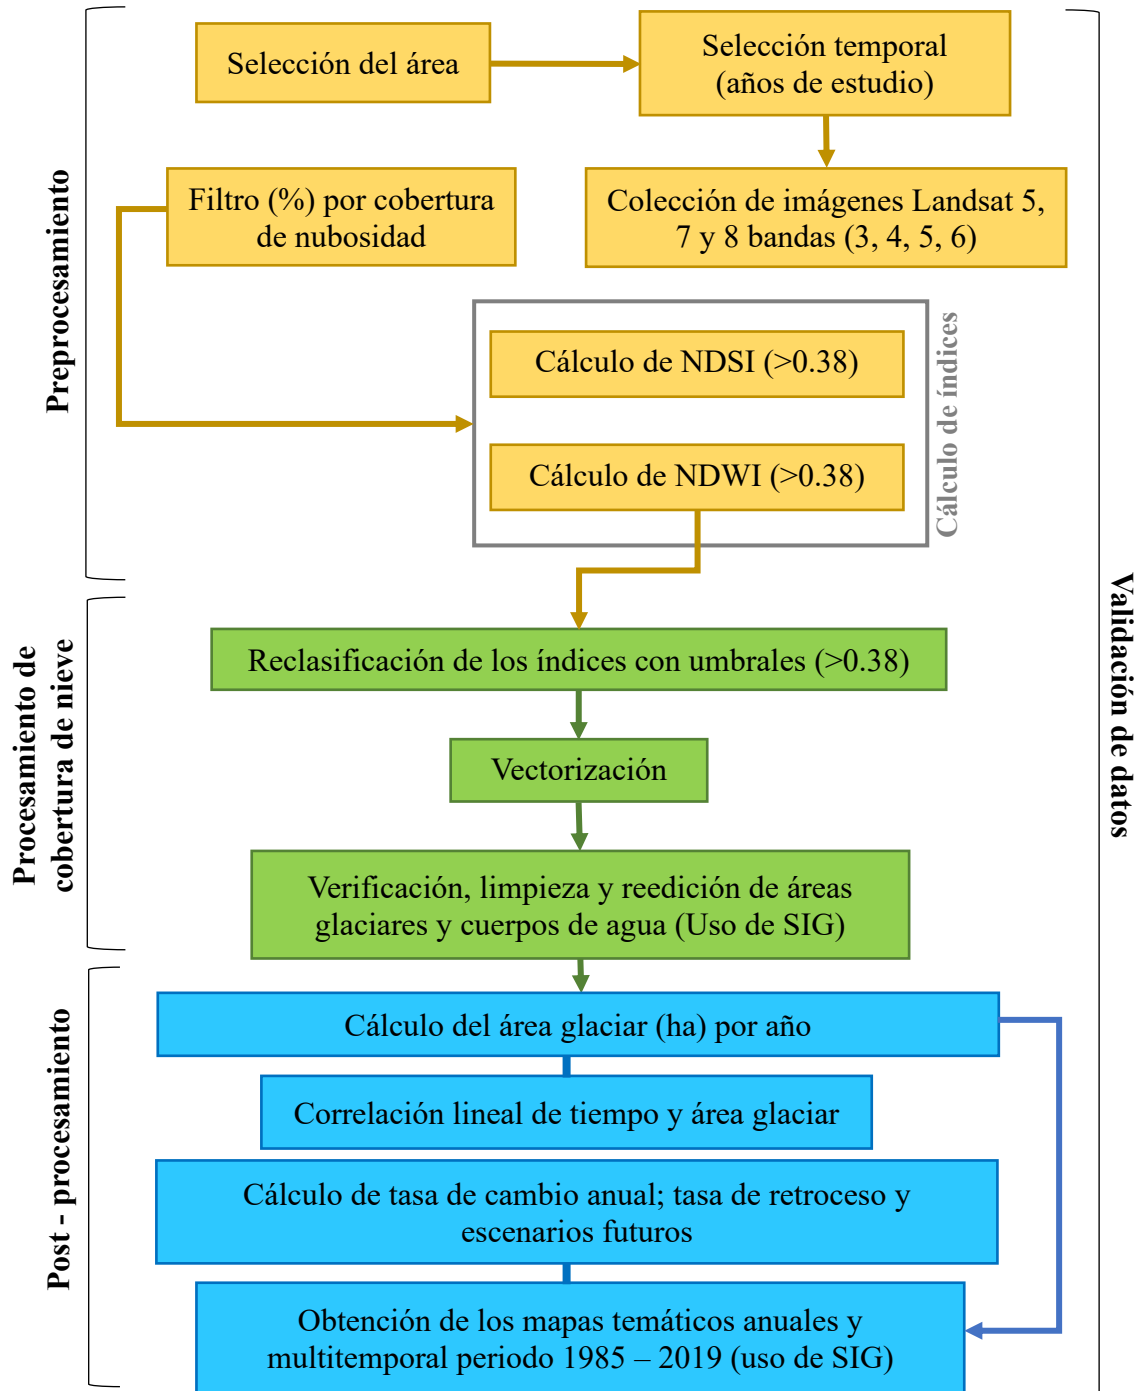 Preprocesamiento
Selección del área
Selección temporal
(años de estudio)
Filtro (%) por cobertura
de nubosidad
Colección de imágenes Landsat 5,
7 y 8 bandas (3, 4, 5, 6)
Cálculo de NDSI (>0.38)
Cálculo de NDWI (>0.38)
Cálculo de índices
Procesamiento de
cobertura de nieve
Reclasificación de los índices con umbrales (>0.38)
Vectorización
Verificación, limpieza y reedición de áreas
glaciares y cuerpos de agua (Uso de SIG)
Post - procesamiento
Cálculo del área glaciar (ha) por año
Correlación lineal de tiempo y área glaciar
Cálculo de tasa de cambio anual; tasa de retroceso y
escenarios futuros
Obtención de los mapas temáticos anuales y
multitemporal periodo 1985 – 2019 (uso de SIG)
Validación de datos